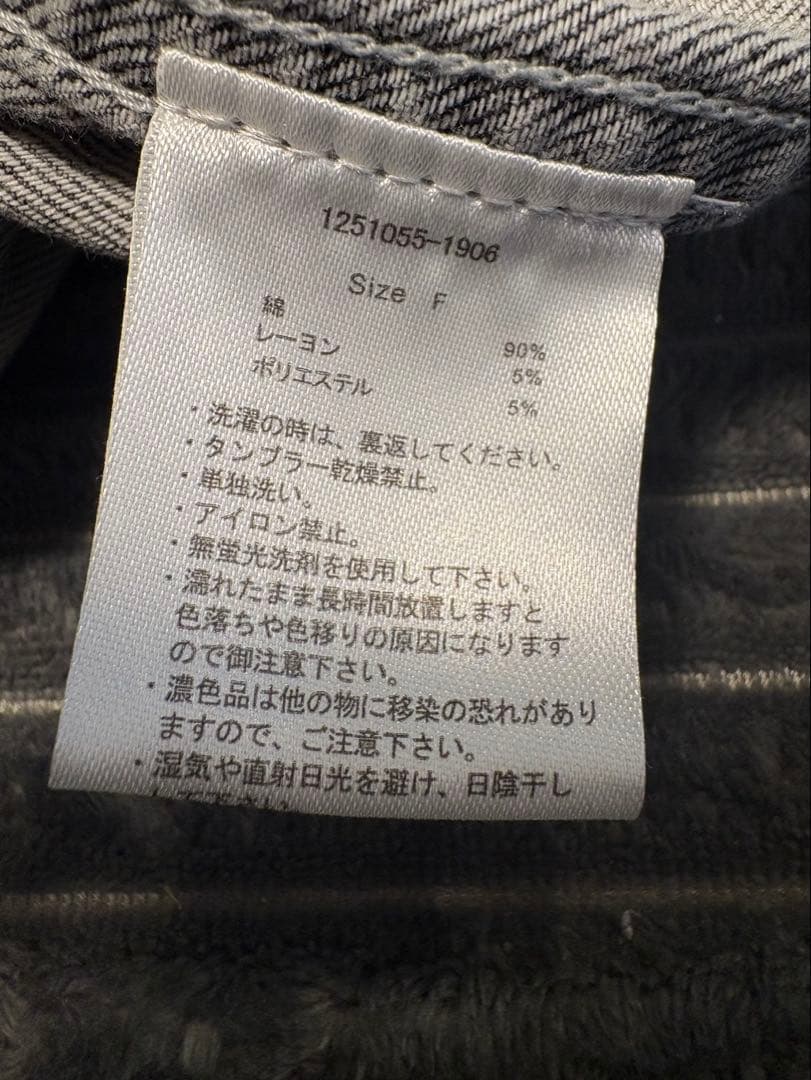 1251055-1906
Size F
綿 90%
レーヨン 5%
ポリエステル 5%
・洗濯の時は、裏返してください。
・タンブラー乾燥禁止。
・単独洗い。
・アイロン禁止。
・無蛍光洗剤を使用して下さい。
・濡れたまま長時間放置しますと
色落ちや色移りの原因になります
ので御注意下さい。
・濃色品は他の物に移染の恐れがあり
ますので、ご注意下さい。
・湿気や直射日光を避け、日陰干し
して下さい